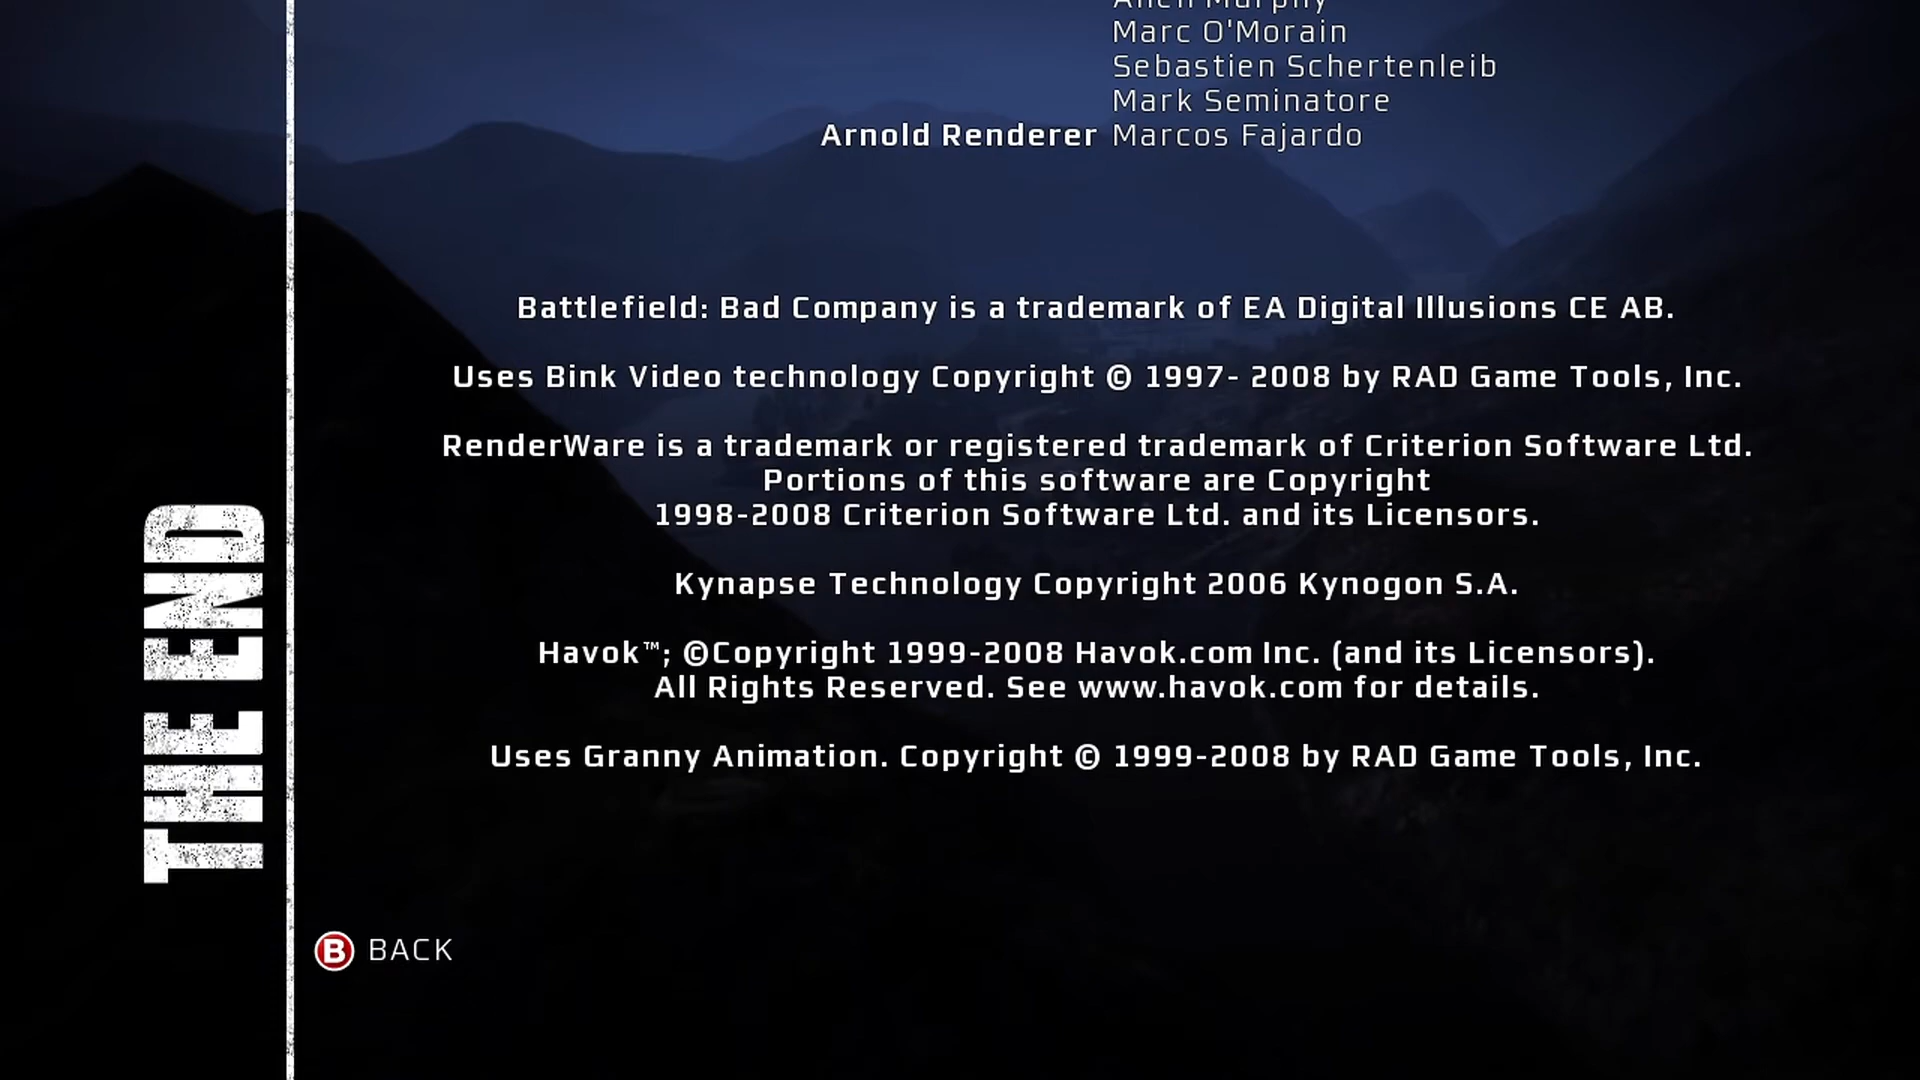 Allen Murphy
Marc O'Morain
Sebastien Schertenleib
Mark Seminatore
Arnold Renderer Marcos Fajardo
Battlefield: Bad Company is a trademark of EA Digital Illusions CE AB.
Uses Bink Video technology Copyright © 1997- 2008 by RAD Game Tools, Inc.
RenderWare is a trademark or registered trademark of Criterion Software Ltd.
Portions of this software are Copyright
1998-2008 Criterion Software Ltd. and its Licensors.
Kynapse Technology Copyright 2006 Kynogon S.A.
Havok™; ©Copyright 1999-2008 Havok.com Inc. (and its Licensors).
All Rights Reserved. See www.havok.com for details.
Uses Granny Animation. Copyright © 1999-2008 by RAD Game Tools, Inc.
THE END
B BACK